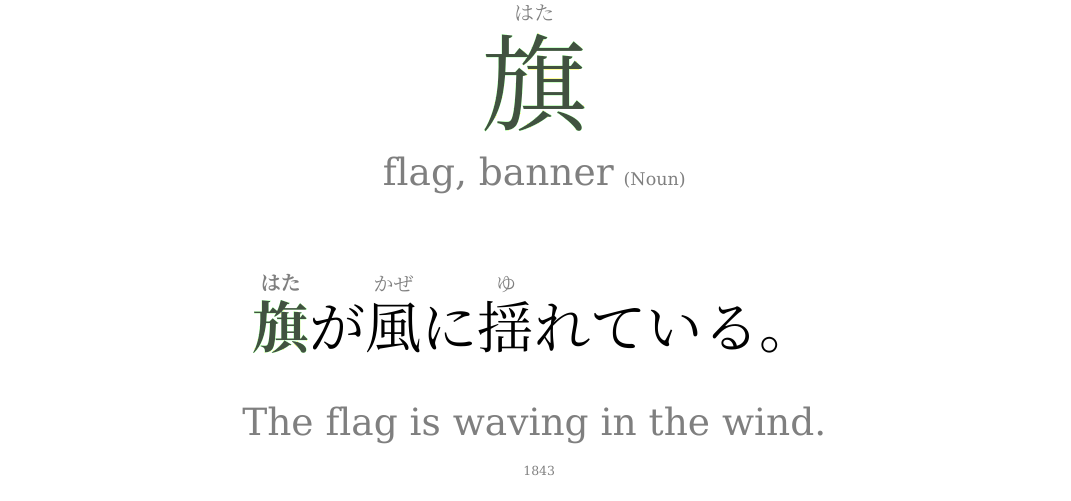 はた
旗
flag, banner (Noun)
はた かぜ ゆ
旗が風に揺れている。
The flag is waving in the wind.
1843